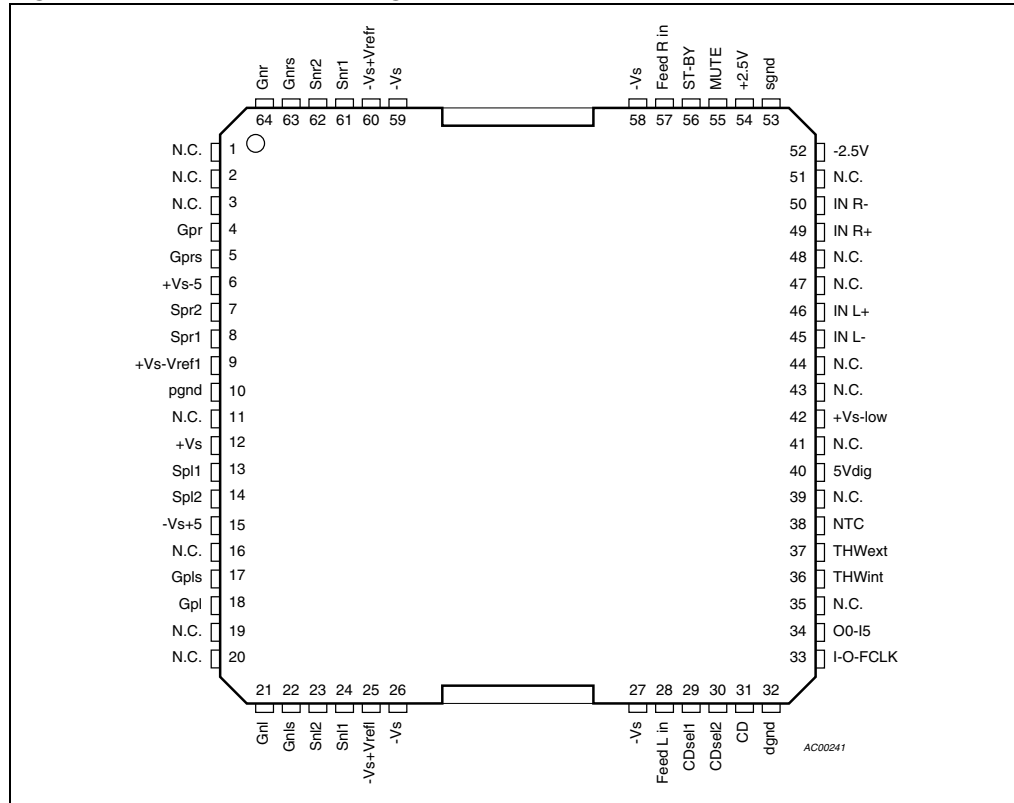 Gnr
Gnrs
Snr2
Snr1
-Vs+Vrefr
-Vs
-Vs
Feed R in
ST-BY
MUTE
+2.5V
sgnd
64 63 62 61 60 59 58 57 56 55 54 53
N.C. 1
N.C. 2
N.C. 3
Gpr 4
Gprs 5
+Vs-5 6
Spr2 7
Spr1 8
+Vs-Vref1 9
pgnd 10
N.C. 11
+Vs 12
Spl1 13
Spl2 14
-Vs+5 15
N.C. 16
Gpls 17
Gpl 18
N.C. 19
N.C. 20
52 -2.5V
51 N.C.
50 IN R-
49 IN R+
48 N.C.
47 N.C.
46 IN L+
45 IN L-
44 N.C.
43 N.C.
42 +Vs-low
41 N.C.
40 5Vdig
39 N.C.
38 NTC
37 THWext
36 THWint
35 N.C.
34 O0-I5
33 I-O-FCLK
21 22 23 24 25 26 27 28 29 30 31 32
Gnl
Gnls
Snl2
Snl1
-Vs+Vrefl
-Vs
-Vs
Feed L in
CDsel1
CDsel2
CD
dgnd
AC00241